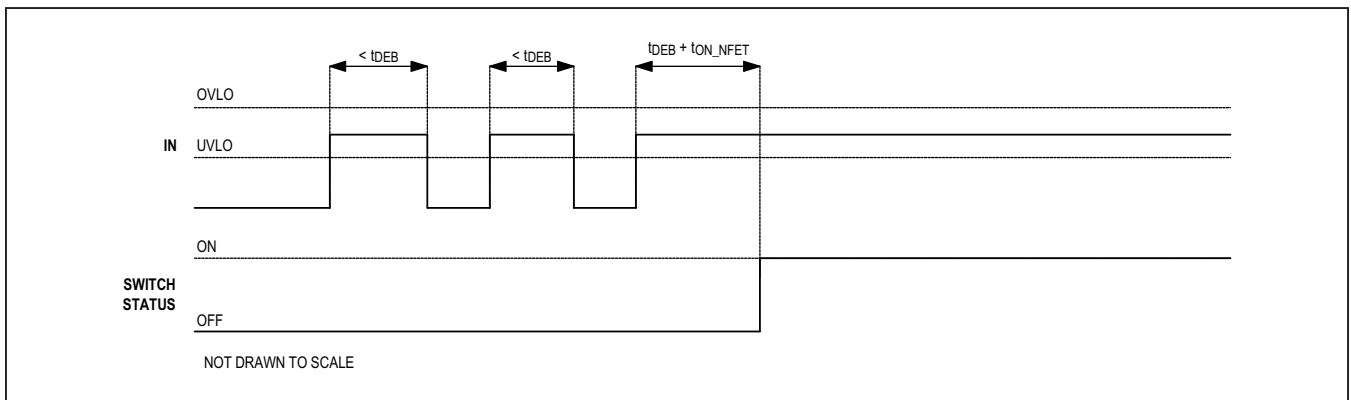 < tDEB
< tDEB
tDEB + tON_NFET
OVLO
IN
UVLO
ON
SWITCH
STATUS
OFF
NOT DRAWN TO SCALE